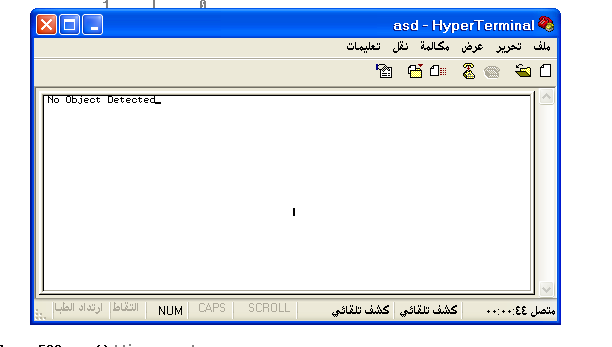 asd - HyperTerminal
ملف تحرير عرض مكالمة نقل تعليمات
No Object Detected
متصل ٠٠:٠٠:٤٤ كشف تلقائي كشف تلقائي SCROLL CAPS NUM التقاط ارتداد الطبا